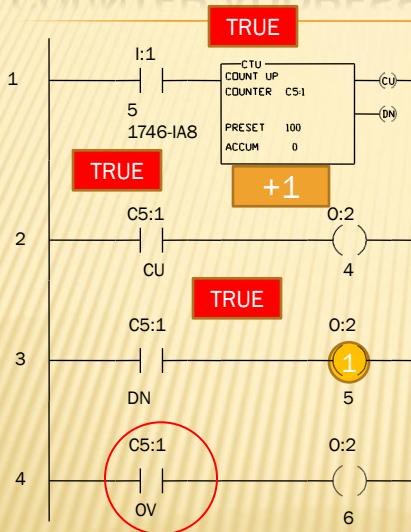 TRUE
I:1
1
5
1746-IA8
CTU
COUNT UP
COUNTER C5:1
PRESET 100
ACCUM 0
CU
DN
TRUE
+1
C5:1 O:2
2
CU 4
TRUE
C5:1 O:2
3 1
DN 5
C5:1 O:2
4
OV 6